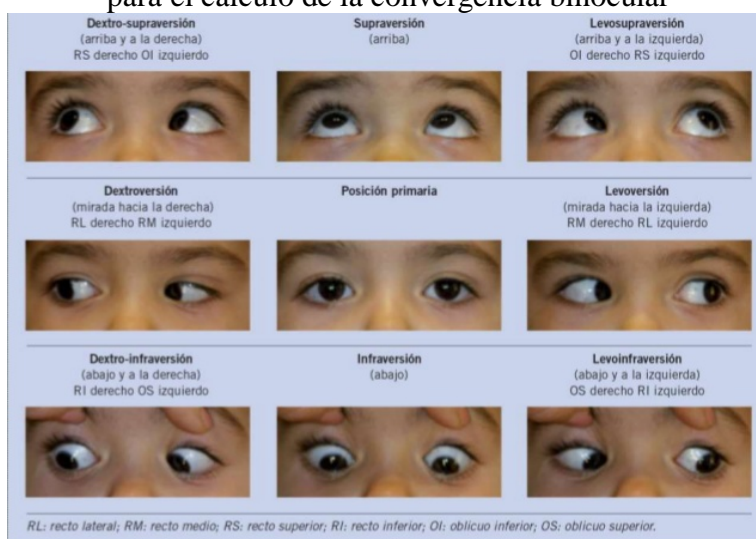 para el cálculo de la convergencia binocular
Dextro-supraversión
(arriba y a la derecha)
RS derecho OI izquierdo
Supraversión
(arriba)
Levosupraversión
(arriba y a la izquierda)
OI derecho RS izquierdo
Dextroversión
(mirada hacia la derecha)
RL derecho RM izquierdo
Posición primaria
Levoversión
(mirada hacia la izquierda)
RM derecho RL izquierdo
Dextro-infraversión
(abajo y a la derecha)
RI derecho OS izquierdo
Infraversión
(abajo)
Levoinfraversión
(abajo y a la izquierda)
OS derecho RI izquierdo
RL: recto lateral; RM: recto medio; RS: recto superior; RI: recto inferior; OI: oblicuo inferior; OS: oblicuo superior.